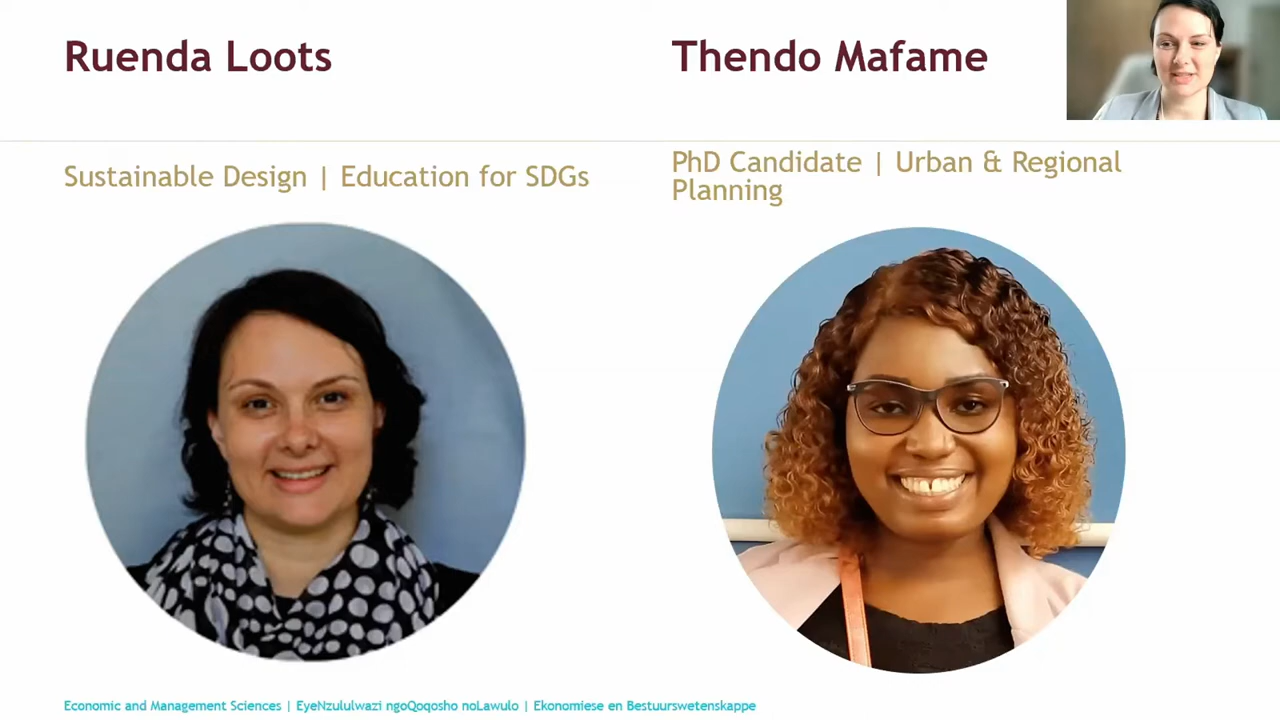 Ruenda Loots
Thendo Mafame
Sustainable Design | Education for SDGs
PhD Candidate | Urban & Regional
Planning
Economic and Management Sciences | EyeNzululwazi ngoQoqosho noLawulo | Ekonomiese en Bestuurswetenskappe